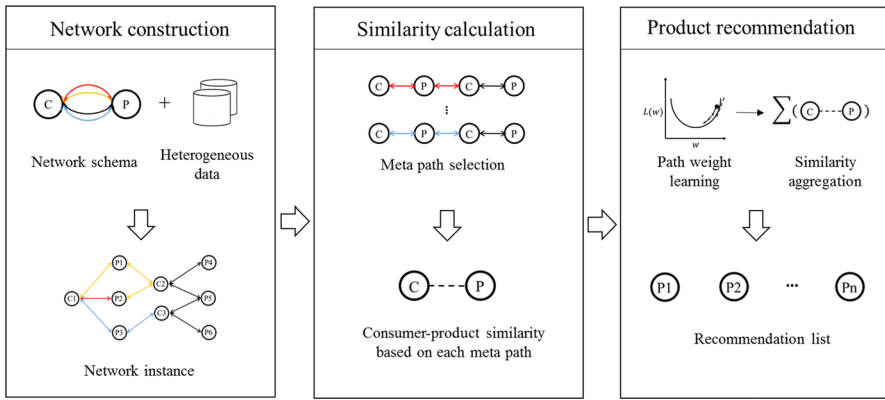 Network construction
C
P
+
Network schema
Heterogeneous
data
C1
P1
P2
P3
C2
C3
P4
P5
P6
Network instance
Similarity calculation
C P C P
⋮
C P C P
Meta path selection
C P
Consumer-product similarity
based on each meta path
Product recommendation
L(w)
w
∑( C P )
Path weight
learning
Similarity
aggregation
P1 P2 ... Pn
Recommendation list